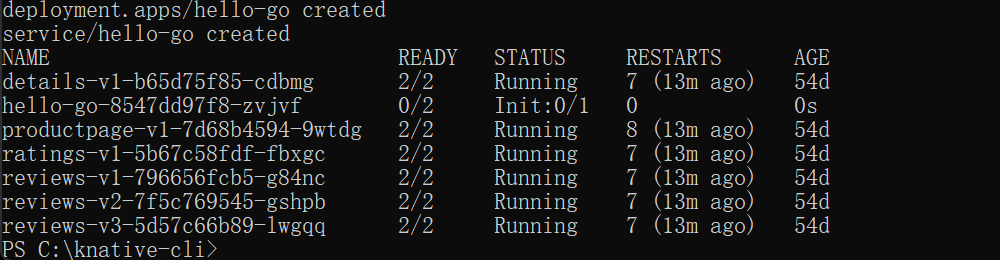 deployment.apps/hello-go created
service/hello-go created
NAME READY STATUS RESTARTS AGE
details-v1-b65d75f85-cdbmg 2/2 Running 7 (13m ago) 54d
hello-go-8547dd97f8-zvjvf 0/2 Init:0/1 0 0s
productpage-v1-7d68b4594-9wtdg 2/2 Running 8 (13m ago) 54d
ratings-v1-5b67c58fdf-fbxgc 2/2 Running 7 (13m ago) 54d
reviews-v1-796656fcb5-g84nc 2/2 Running 7 (13m ago) 54d
reviews-v2-7f5c769545-gshpb 2/2 Running 7 (13m ago) 54d
reviews-v3-5d57c66b89-lwgqq 2/2 Running 7 (13m ago) 54d
PS C:\knative-cli>